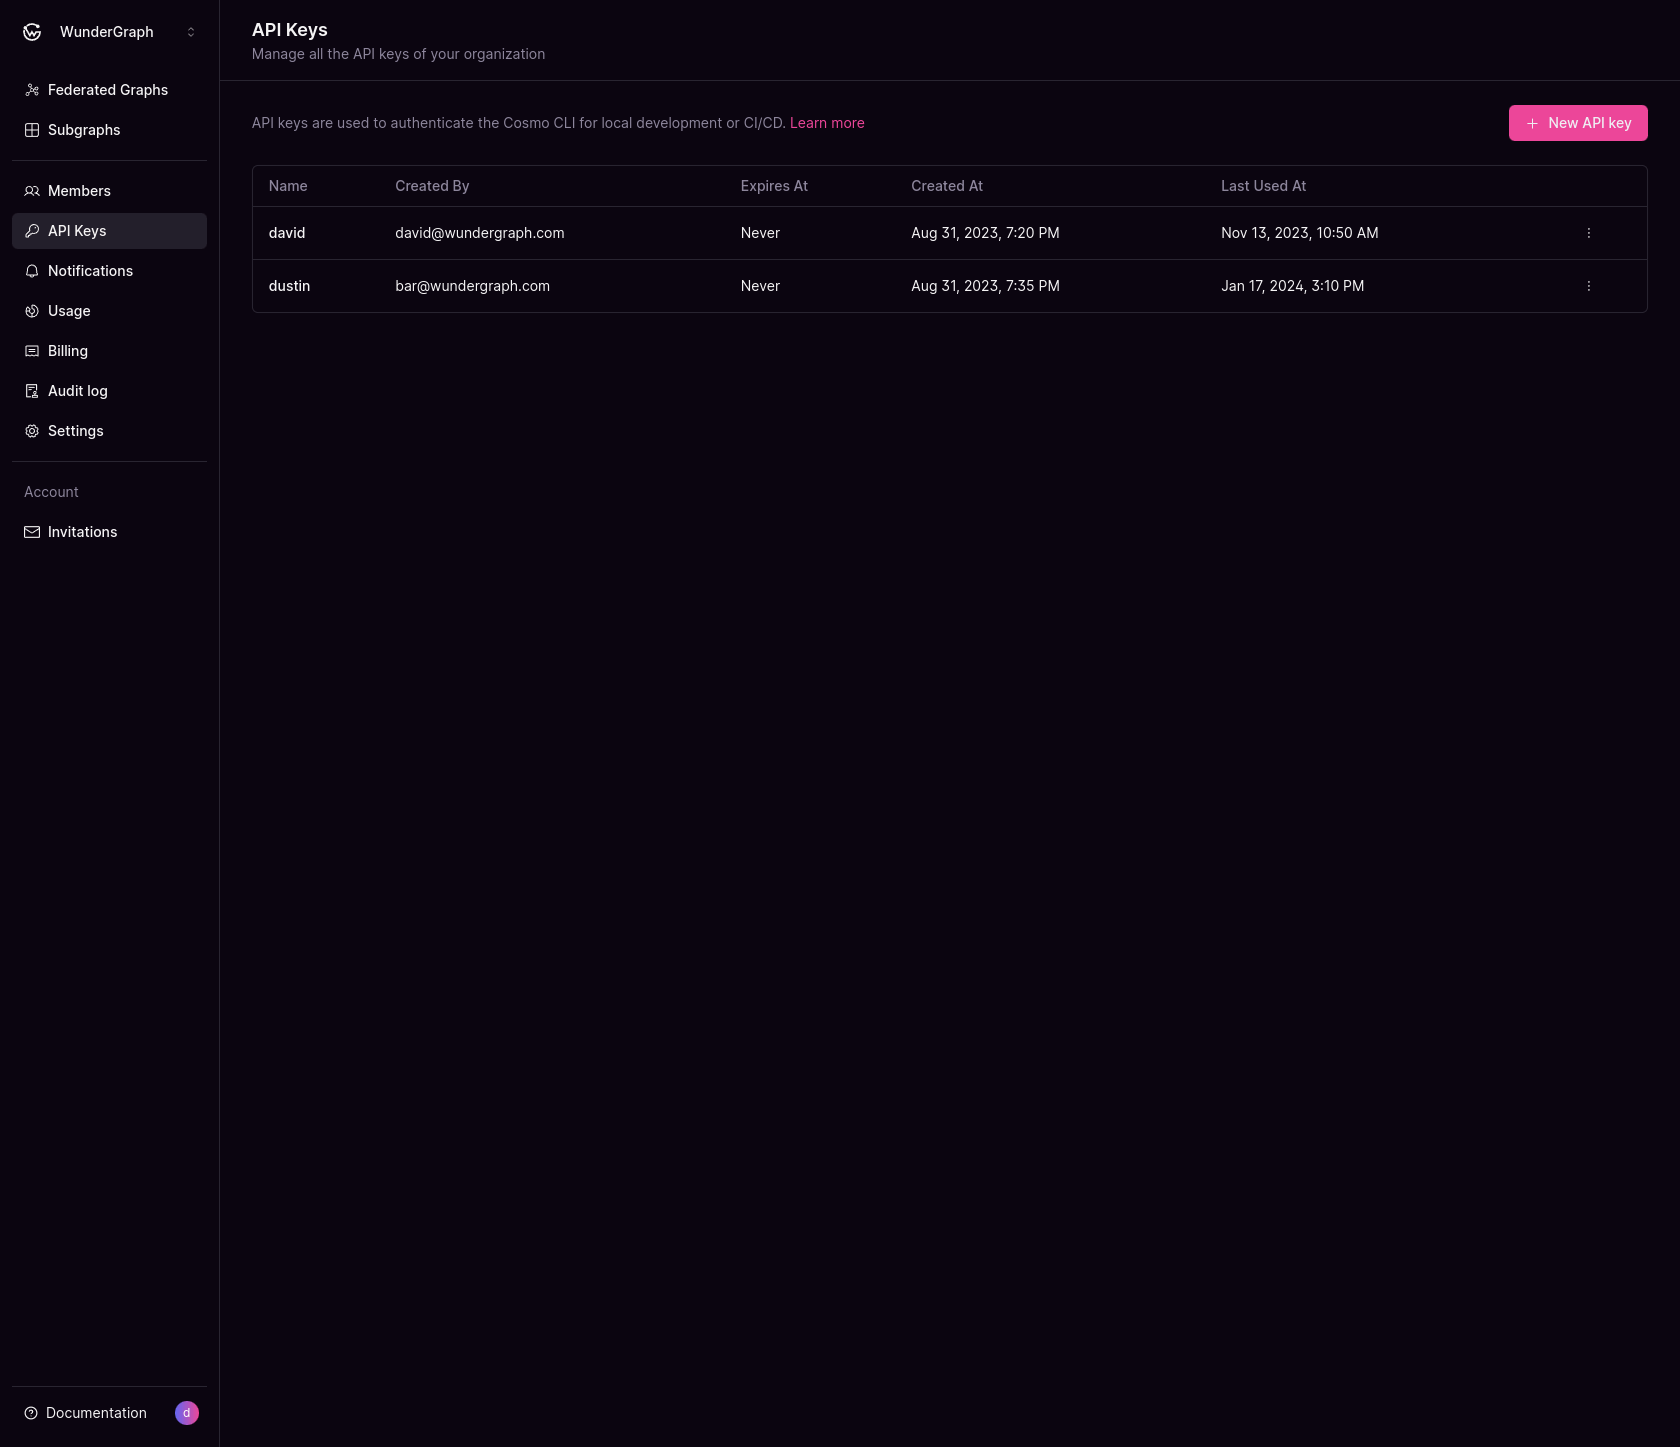 WunderGraph
Federated Graphs
Subgraphs
Members
API Keys
Notifications
Usage
Billing
Audit log
Settings
Account
Invitations
Documentation
d
API Keys
Manage all the API keys of your organization
API keys are used to authenticate the Cosmo CLI for local development or CI/CD. Learn more
New API key
Name Created By Expires At Created At Last Used At
david david@wundergraph.com Never Aug 31, 2023, 7:20 PM Nov 13, 2023, 10:50 AM
dustin bar@wundergraph.com Never Aug 31, 2023, 7:35 PM Jan 17, 2024, 3:10 PM